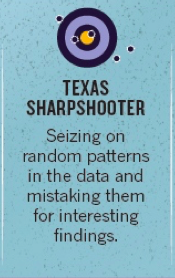 TEXAS
SHARPSHOOTER
Seizing on
random patterns
in the data and
mistaking them
for interesting
findings.